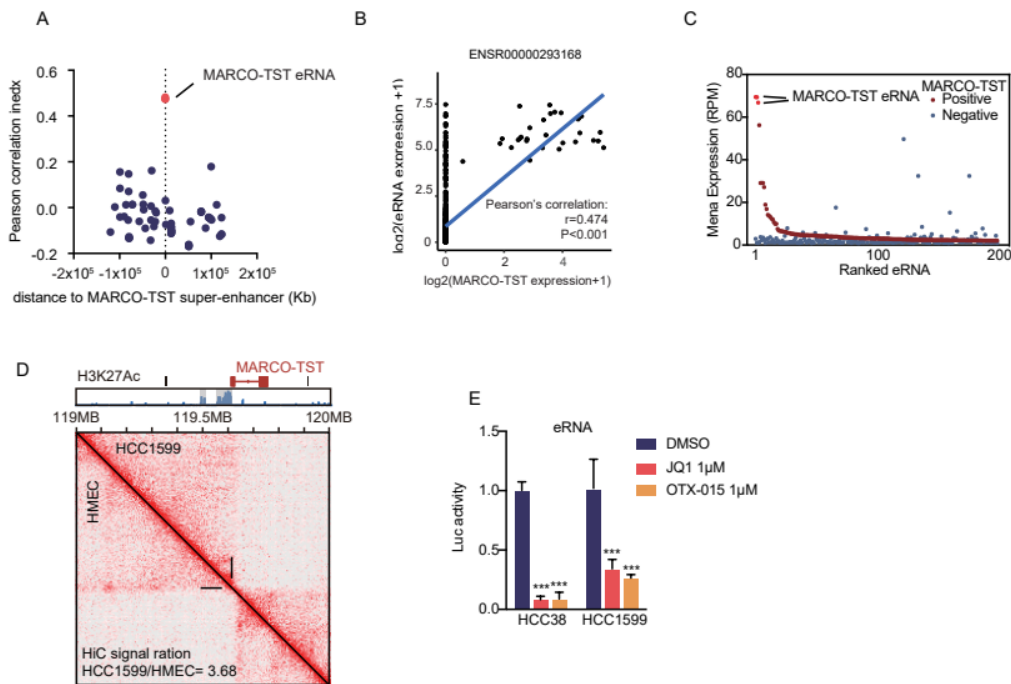 A
Pearson correlation inedx
0.6
0.4
0.2
0.0
-0.2
MARCO-TST eRNA
-2x10⁵ -1x10⁵ 0 1x10⁵ 2x10⁵
distance to MARCO-TST super-enhancer (Kb)
B
ENSR00000293168
log2(eRNA expreesion +1)
7.5
5.0
2.5
0
Pearson's correlation:
r=0.474
P<0.001
0 2 4
log2(MARCO-TST expression+1)
C
Mena Expression (RPM)
80
60
40
20
0
MARCO-TST eRNA
MARCO-TST
Positive
Negative
1 100 200
Ranked eRNA
D
H3K27Ac
MARCO-TST
119MB 119.5MB 120MB
HCC1599
HMEC
HiC signal ration
HCC1599/HMEC= 3.68
E
eRNA
Luc activity
1.5
1.0
0.5
0.0
*** ***
*** ***
HCC38 HCC1599
DMSO
JQ1 1µM
OTX-015 1µM